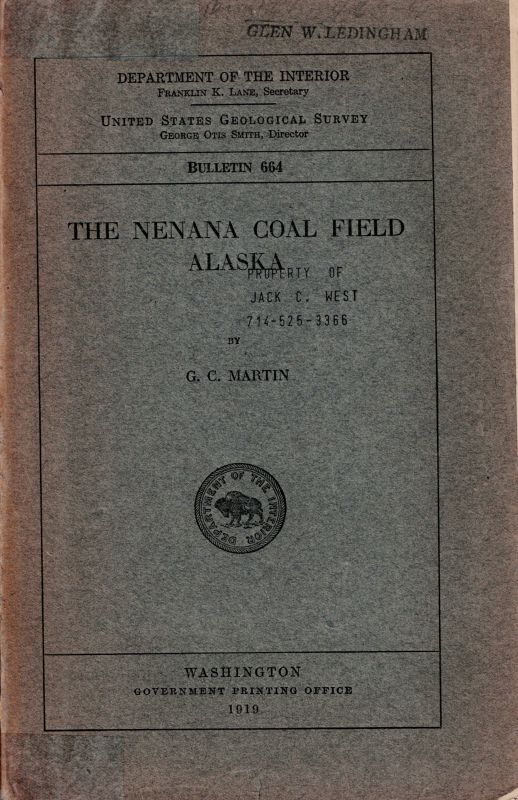 GLEN W. LEDINGHAM
DEPARTMENT OF THE INTERIOR
FRANKLIN K. LANE, Secretary
UNITED STATES GEOLOGICAL SURVEY
GEORGE OTIS SMITH, Director
BULLETIN 664
THE NENANA COAL FIELD
ALASKA
PROPERTY OF
JACK C. WEST
714-525-3366
BY
G. C. MARTIN
DEPARTMENT OF THE INTERIOR
WASHINGTON
GOVERNMENT PRINTING OFFICE
1919